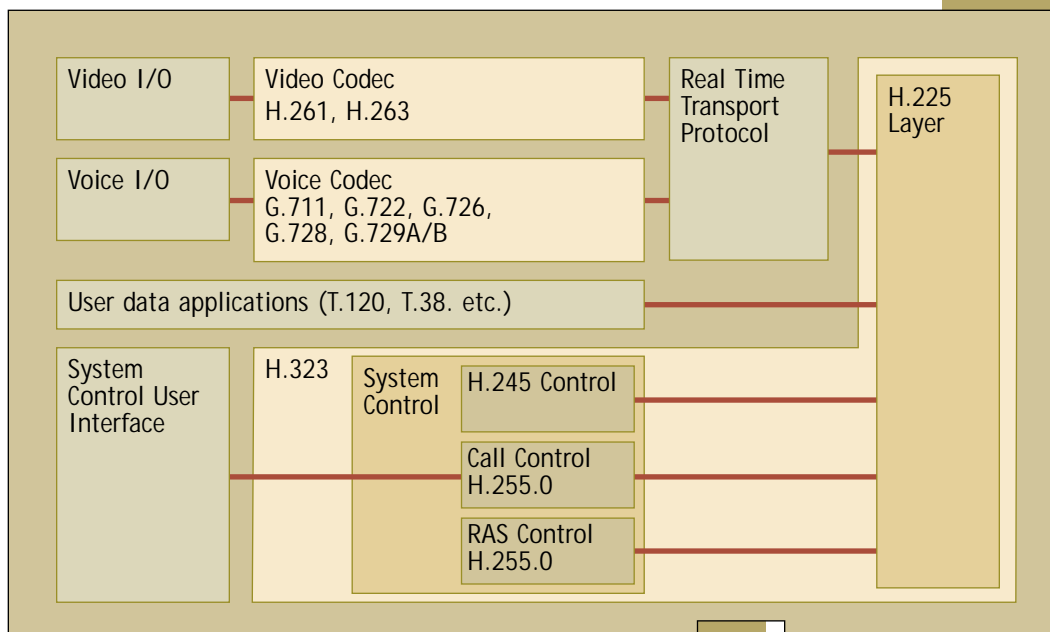 Video I/O
Video Codec
H.261, H.263
Real Time
Transport
Protocol
H.225
Layer
Voice I/O
Voice Codec
G.711, G.722, G.726,
G.728, G.729A/B
User data applications (T.120, T.38. etc.)
System
Control User
Interface
H.323
System
Control
H.245 Control
Call Control
H.255.0
RAS Control
H.255.0